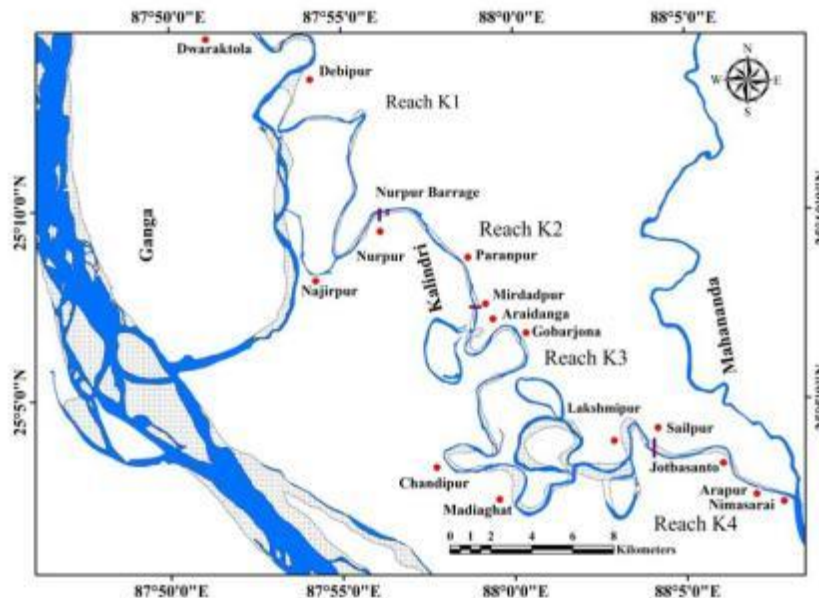 87°50'0"E 87°55'0"E 88°0'0"E 88°5'0"E
Dwaraktola
Debipur
N
W E
S
Reach K1
25°10'0"N
Nurpur Barrage
Ganga
Nurpur
Reach K2
Paranpur
Najirpur
Kalindri
Mirdadpur
Araidanga
Gobarjona
Mahananda
Reach K3
25°5'0"N
Lakshmipur
Sailpur
Chandipur
Jotbasanto
Madiaghat
Arapur
Nimasarai
Reach K4
0 1 2 4 6 8
Kilometers
87°50'0"E 87°55'0"E 88°0'0"E 88°5'0"E